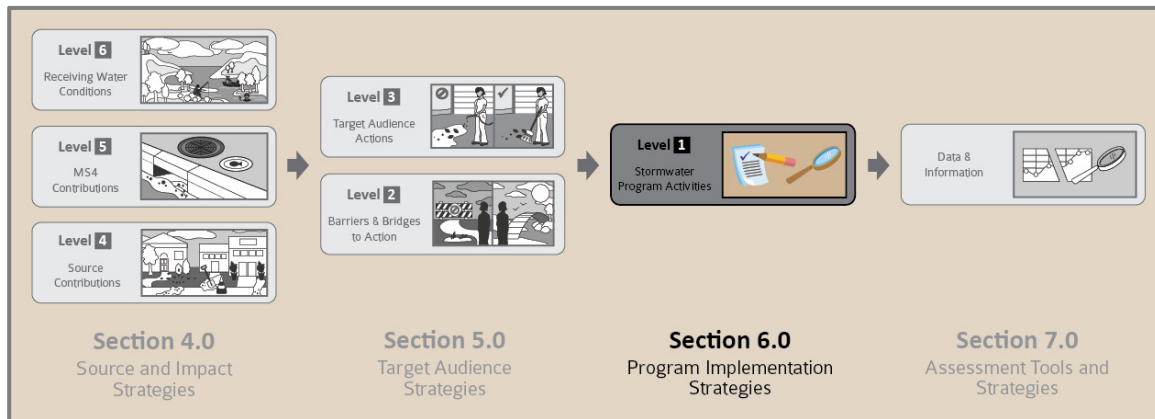 Level 6
Receiving Water
Conditions
Level 5
MS4
Contributions
Level 4
Source
Contributions
Section 4.0
Source and Impact
Strategies
Level 3
Target Audience
Actions
Level 2
Barriers & Bridges
to Action
Section 5.0
Target Audience
Strategies
Level 1
Stormwater
Program Activities
Section 6.0
Program Implementation
Strategies
Data &
Information
Section 7.0
Assessment Tools and
Strategies